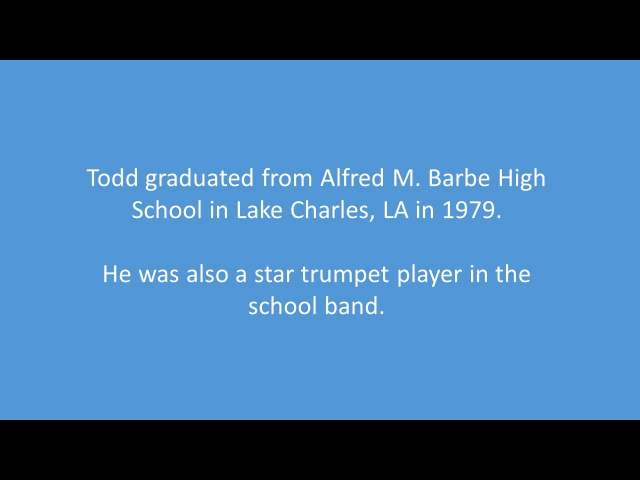 Todd graduated from Alfred M. Barbe High
School in Lake Charles, LA in 1979.
He was also a star trumpet player in the
school band.